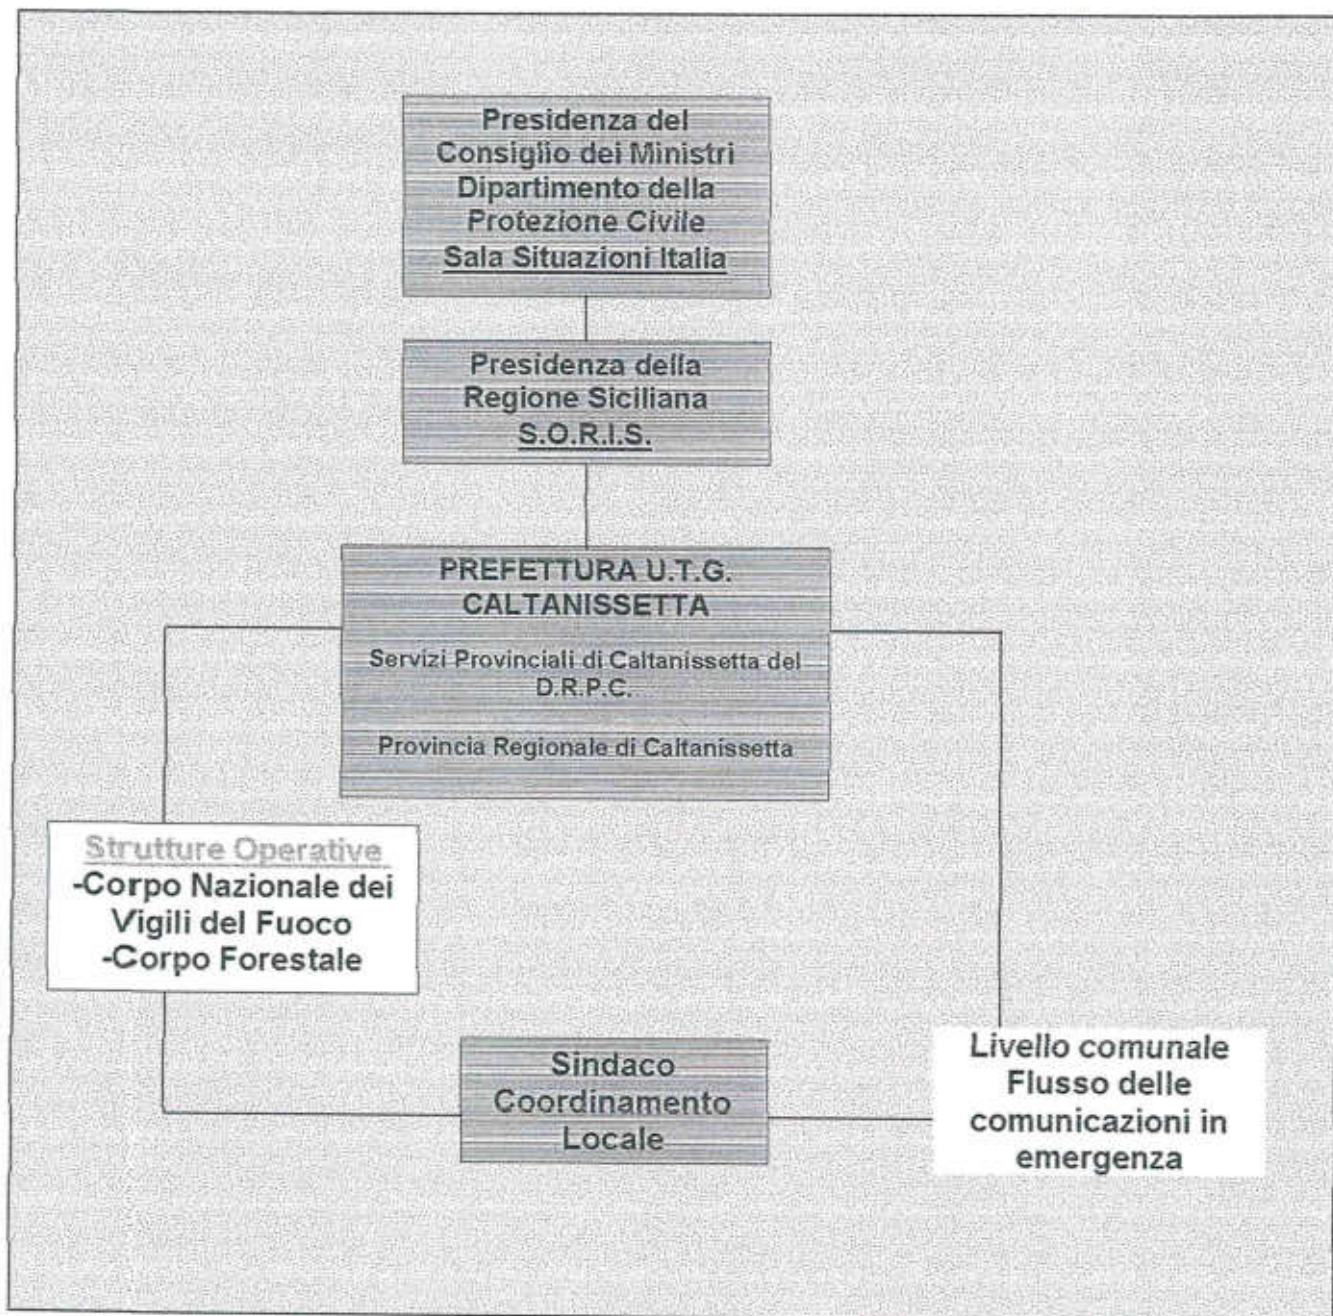 Presidenza del
Consiglio dei Ministri
Dipartimento della
Protezione Civile
Sala Situazioni Italia
Presidenza della
Regione Siciliana
S.O.R.I.S.
PREFETTURA U.T.G.
CALTANISSETTA
Servizi Provinciali di Caltanissetta del
D.R.P.C.
Provincia Regionale di Caltanissetta
Strutture Operative
-Corpo Nazionale dei
Vigili del Fuoco
-Corpo Forestale
Sindaco
Coordinamento
Locale
Livello comunale
Flusso delle
comunicazioni in
emergenza